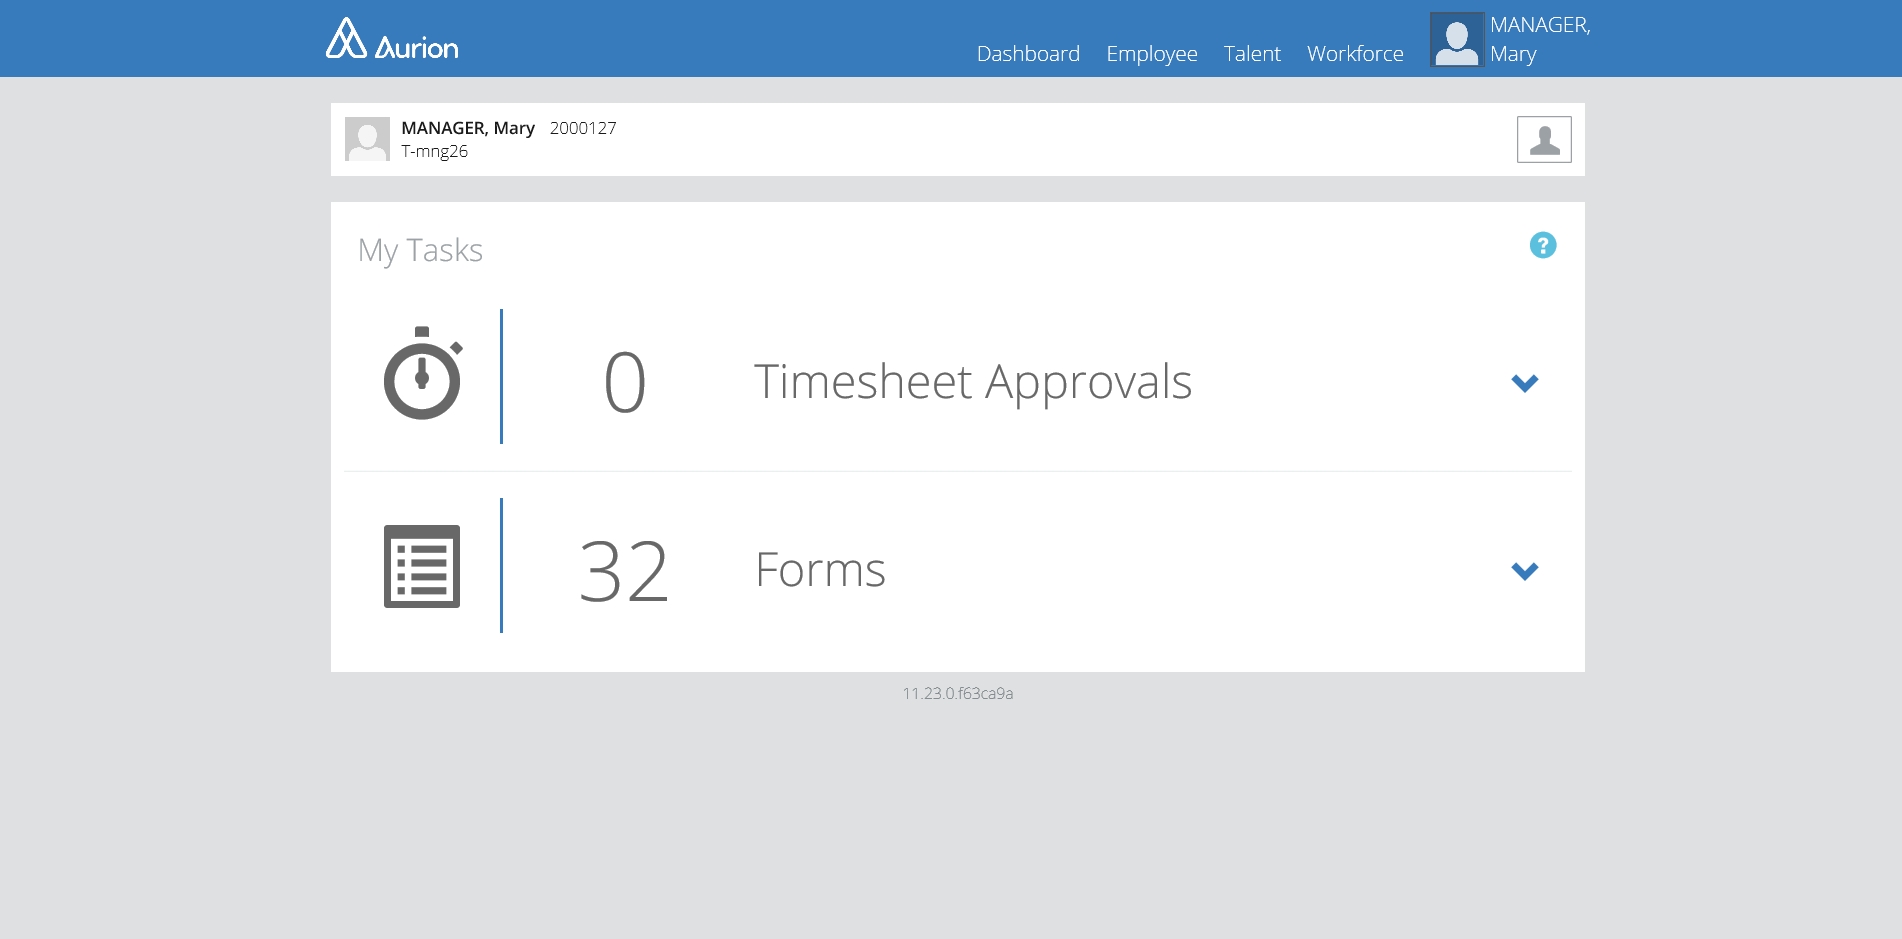 Aurion
Dashboard Employee Talent Workforce
MANAGER,
Mary
MANAGER, Mary 2000127
T-mng26
My Tasks
?
0 Timesheet Approvals
32 Forms
11.23.0.f63ca9a